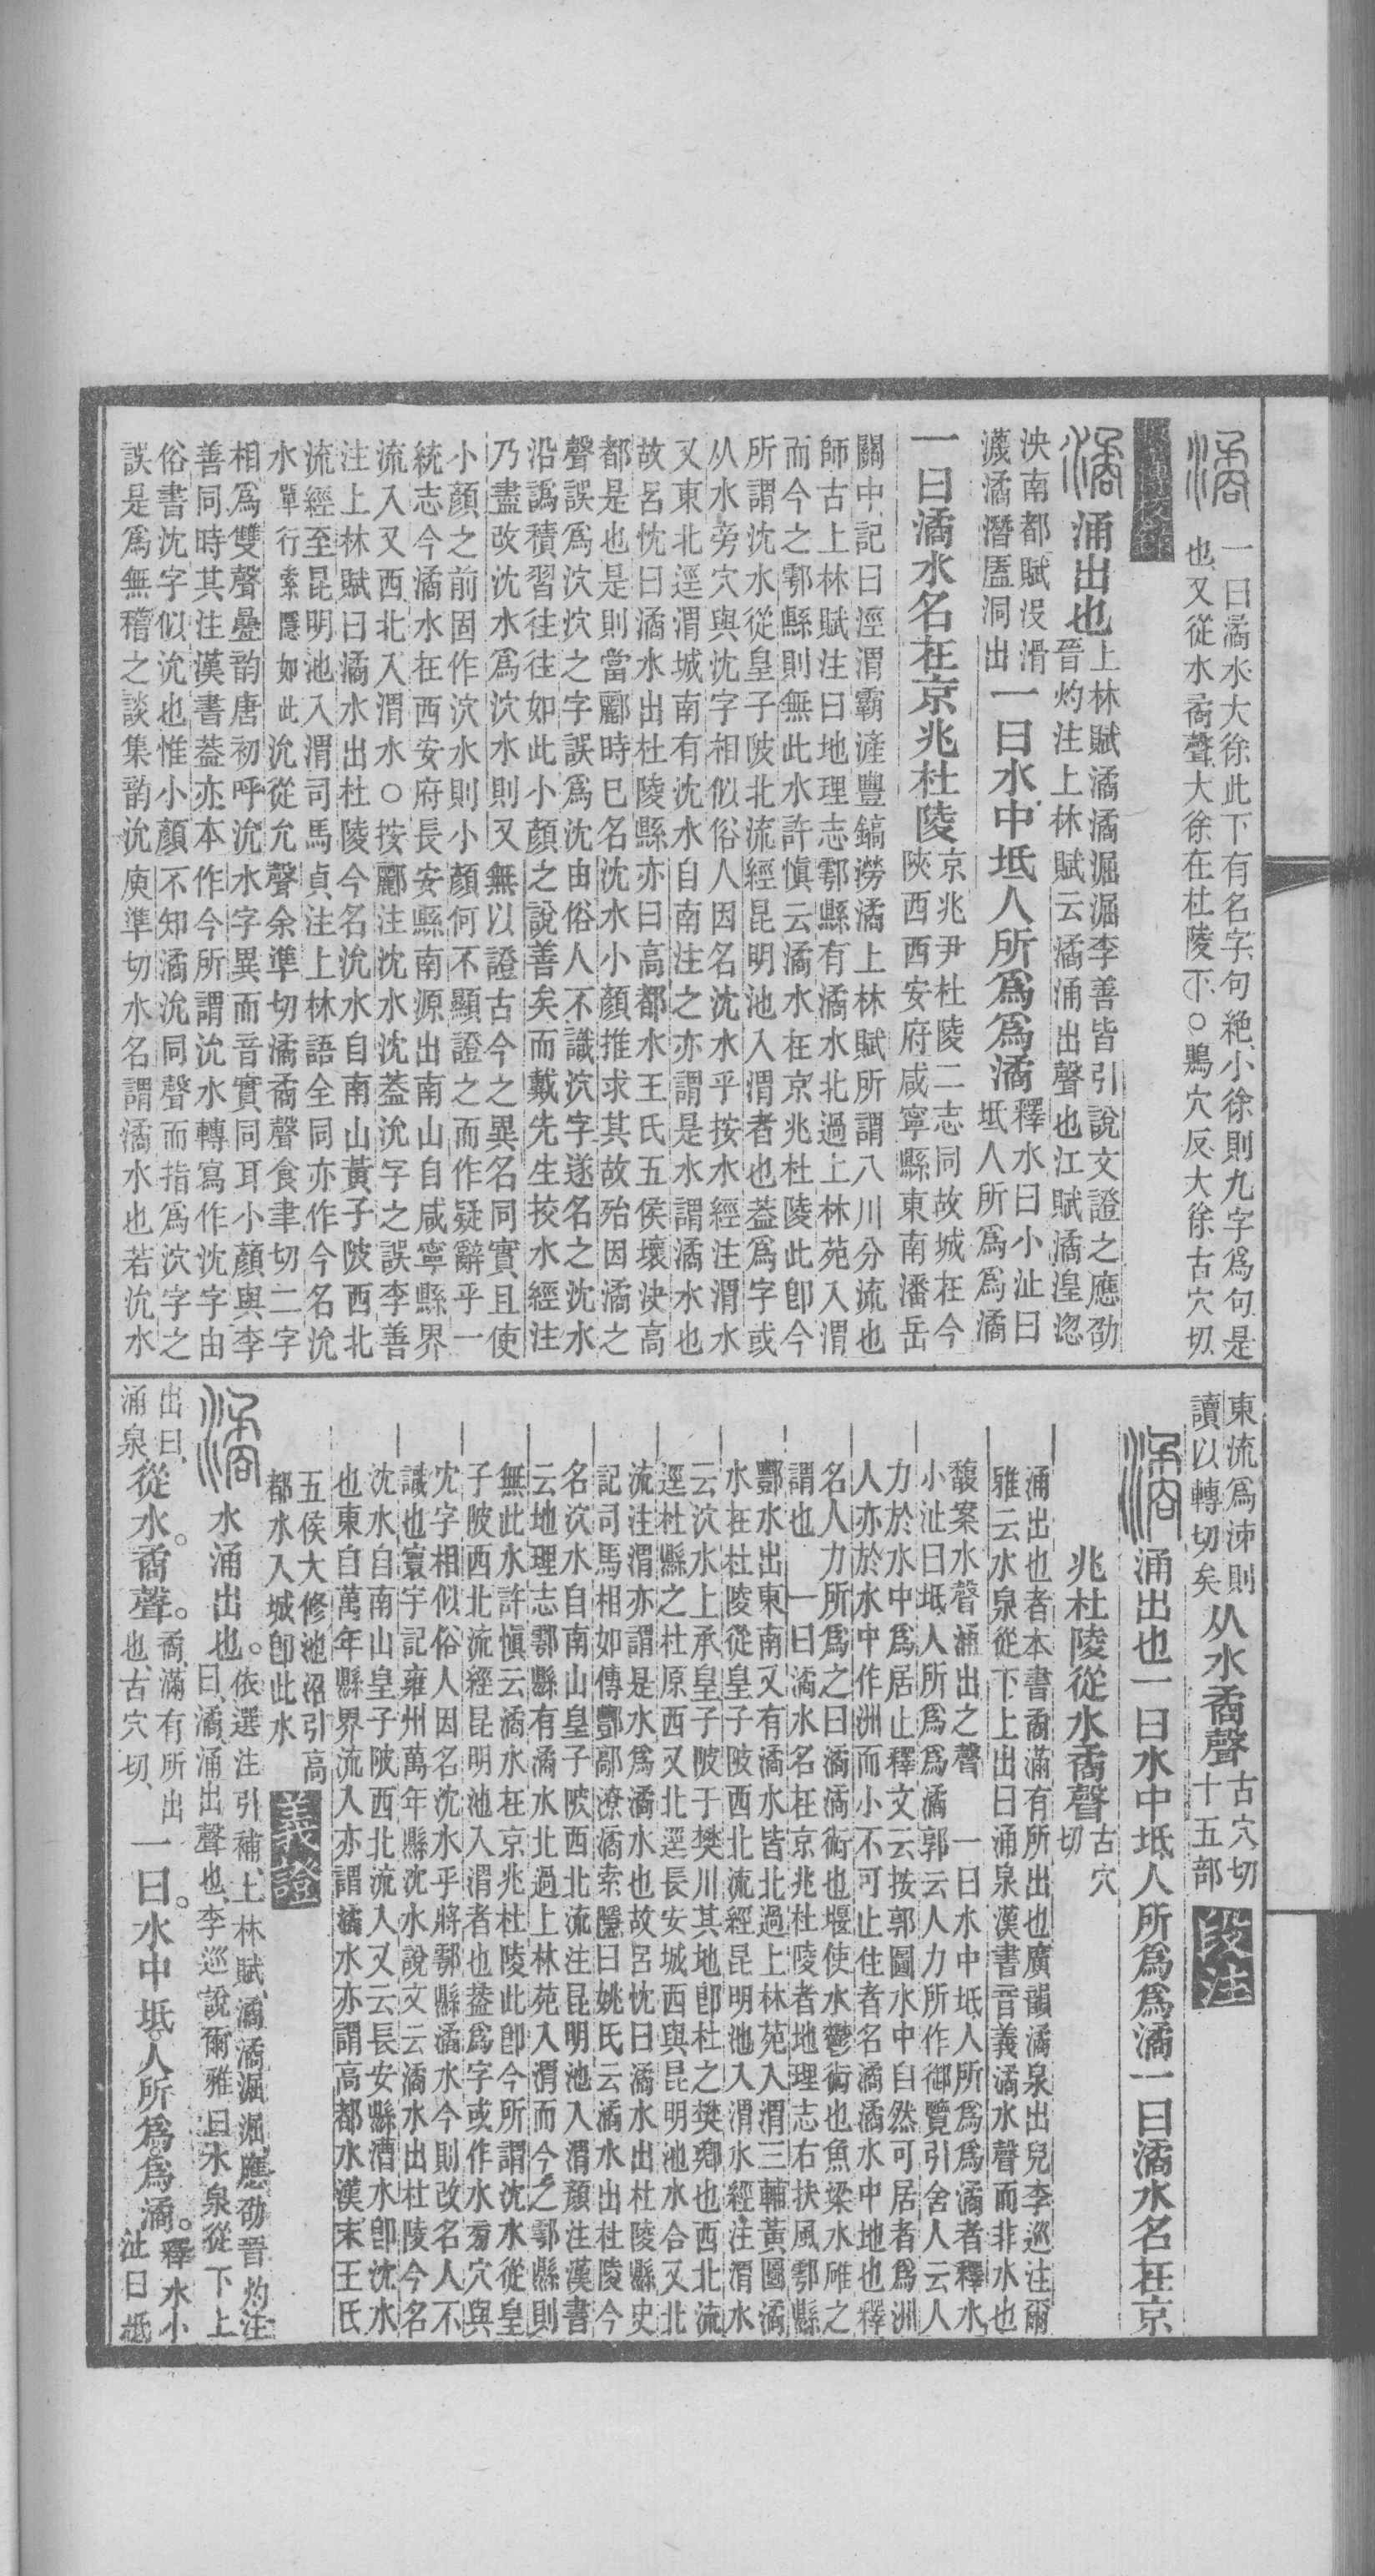 一曰潏水大徐此下有名字句絶小徐則九字爲句是
也又從水矞聲大徐在杜陵下○鷢穴反大徐古穴切
涌出也
上林賦潏潏淈淈李善皆引說文證之應劭
晉灼注上林賦云潏涌出聲也江賦潏湟淴
泱南都賦沒滑
瀎潏潛㕎洞出
一曰水中坻人所爲爲潏
釋水曰小沚曰
坻人所爲爲潏
一曰潏水名在京兆杜陵
京兆尹杜陵二志同故城在今
陝西西安府咸寧縣東南潘岳
關中記曰涇渭霸滻豐鎬澇潏上林賦所謂八川分流也
師古上林賦注曰地理志鄠縣有潏水北過上林苑入渭
而今之鄠縣則無此水許愼云潏水在京兆杜陵此卽今
所謂沈水從皇子陂北流經昆明池入渭者也葢爲字或
从水旁穴與沈字相似俗人因名沈水乎按水經注渭水
又東北逕渭城南有沈水自南注之亦謂是水謂潏水也
故呂忱曰潏水出杜陵縣亦曰高都水王氏五侯壞決高
都是也是則當酈時已名沈水小顏推求其故殆因潏之
聲誤爲泬泬之字誤爲沈由俗人不識泬字遂名之沈水
沿譌積習往往如此小顏之說善矣而戴先生挍水經注
乃盡改沈水爲泬水則又無以證古今之異名同實且使
小顏之前固作泬水則小顏何不顯證之而作疑辭乎一
統志今潏水在西安府長安縣南源出南山自咸寧縣界
流入又西北入渭水○按酈注沈水沈葢沇字之誤李善
注上林賦曰潏水出杜陵今名沇水自南山黃子陂西北
流經至昆明池入渭司馬貞注上林語全同亦作今名沇
水單行索隱如此沇從允聲余準切潏矞聲食聿切二字
相爲雙聲疊韵唐初呼沇水字異而音實同耳小顏與李
善同時其注漢書葢亦本作今所謂沇水轉寫作沈字由
俗書沈字似沇也惟小顏不知潏沇同聲而指爲泬字之
誤是爲無稽之談集韵沇庾準切水名謂潏水也若沇水
東流爲泲則
讀以轉切矣
从水矞聲
古穴切
十五部
段注
涌出也一曰水中坻人所爲爲潏一曰潏水名在京
兆杜陵從水矞聲
古穴
切
涌出也者本書矞滿有所出也廣韻潏泉出兒李巡注爾
雅云水泉從下上出曰涌泉漢書音義潏水聲而非水也
馥案水聲涌出之聲　一曰水中坻人所爲爲潏者釋水
小沚曰坻人所爲爲潏郭云人力所作御覽引舍人云人
力於水中爲居止釋文云按郭圖水中自然可居者爲洲
人亦於水中作洲而小不可止住者名潏潏水中地也釋
名人力所爲之曰潏潏術也堰使水鬱術也魚梁水碓之
謂也　一曰潏水名在京兆杜陵者地理志右扶風鄠縣
酆水出東南又有潏水皆北過上林苑入渭三輔黃圖潏
水在杜陵從皇子陂西北流經昆明池入渭水經注渭水
云泬水上承皇子陂于樊川其地卽杜之樊鄕也西北流
逕杜縣之杜原西又北逕長安城西與昆明池水合又北
流注渭亦謂是水爲潏水也故呂忱曰潏水出杜陵縣史
記司馬相如傳酆鄗潦潏索隱曰姚氏云潏水出杜陵今
名泬水自南山皇子陂西北流注昆明池入渭顏注漢書
云地理志鄠縣有潏水北過上林苑入渭而今之鄠縣則
無此水許愼云潏水在京兆杜陵此卽今所謂沈水從皇
子陂西北流經昆明池入渭者也葢爲字或作水旁穴與
沈字相似俗人因名沈水乎將鄠縣潏水今則改名人不
識也寰宇記雍州萬年縣沈水說文云潏水出杜陵今名
沈水自南山皇子陂西北流入又云長安縣漕水卽沈水
也東自萬年縣界流入亦謂潏水亦謂高都水漢末王氏
五侯大修池沼引高
都水入城卽此水
義證
水涌出也。
依選注引補上林賦潏潏淈淈應劭晉灼注
曰潏涌出聲也李巡說爾雅曰水泉從下上
出曰
涌泉
從水。矞聲。
矞滿有所出
也古穴切
一曰。水中坻人所爲爲潏。
釋水小
沚曰坻